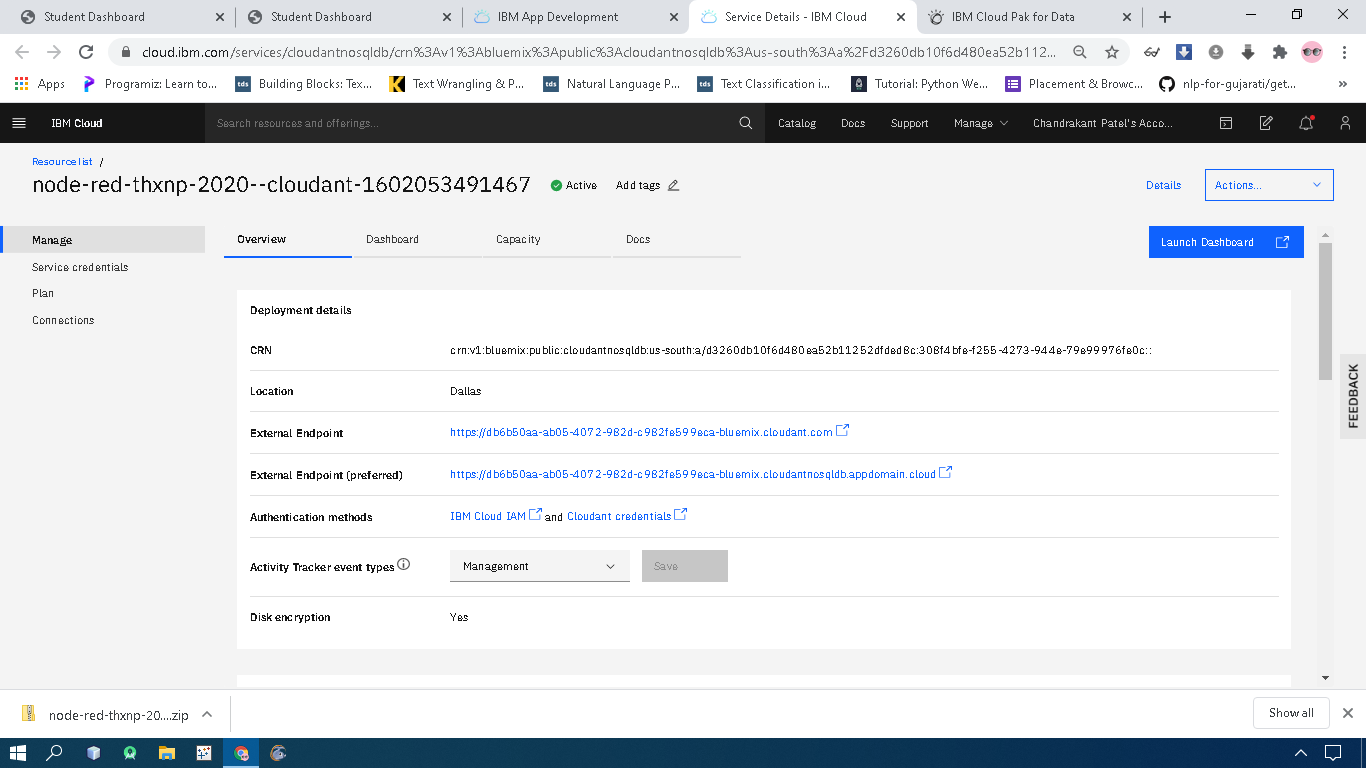 Student Dashboard
Student Dashboard
IBM App Development
Service Details - IBM Cloud
IBM Cloud Pak for Data
cloud.ibm.com/services/cloudantnosqldb/crn%3Av1%3Abluemix%3Apublic%3Acloudantnosqldb%3Aus-south%3Aa%2Fd3260db10f6d480ea52b112...
Apps
Programiz: Learn to...
Building Blocks: Tex...
Text Wrangling & P...
Natural Language P...
Text Classification i...
Tutorial: Python We...
Placement & Browc...
nlp-for-gujarati/get...
IBM Cloud
Search resources and offerings...
Catalog
Docs
Support
Manage
Chandrakant Patel's Acco...
Resource list /
node-red-thxnp-2020--cloudant-1602053491467
Active
Add tags
Details
Actions...
Manage
Service credentials
Plan
Connections
Overview
Dashboard
Capacity
Docs
Launch Dashboard
Deployment details
CRN crn:v1:bluemix:public:cloudantnosqldb:us-south:a/d3260db10f6d480ea52b11252dfded8c:308f4bfe-f255-4273-944e-79e99976fe0c::
Location Dallas
External Endpoint https://db6b50aa-ab05-4072-982d-c982fe599eca-bluemix.cloudant.com
External Endpoint (preferred) https://db6b50aa-ab05-4072-982d-c982fe599eca-bluemix.cloudantnosqldb.appdomain.cloud
Authentication methods IBM Cloud IAM and Cloudant credentials
Activity Tracker event types Management Save
Disk encryption Yes
FEEDBACK
node-red-thxnp-20....zip
Show all